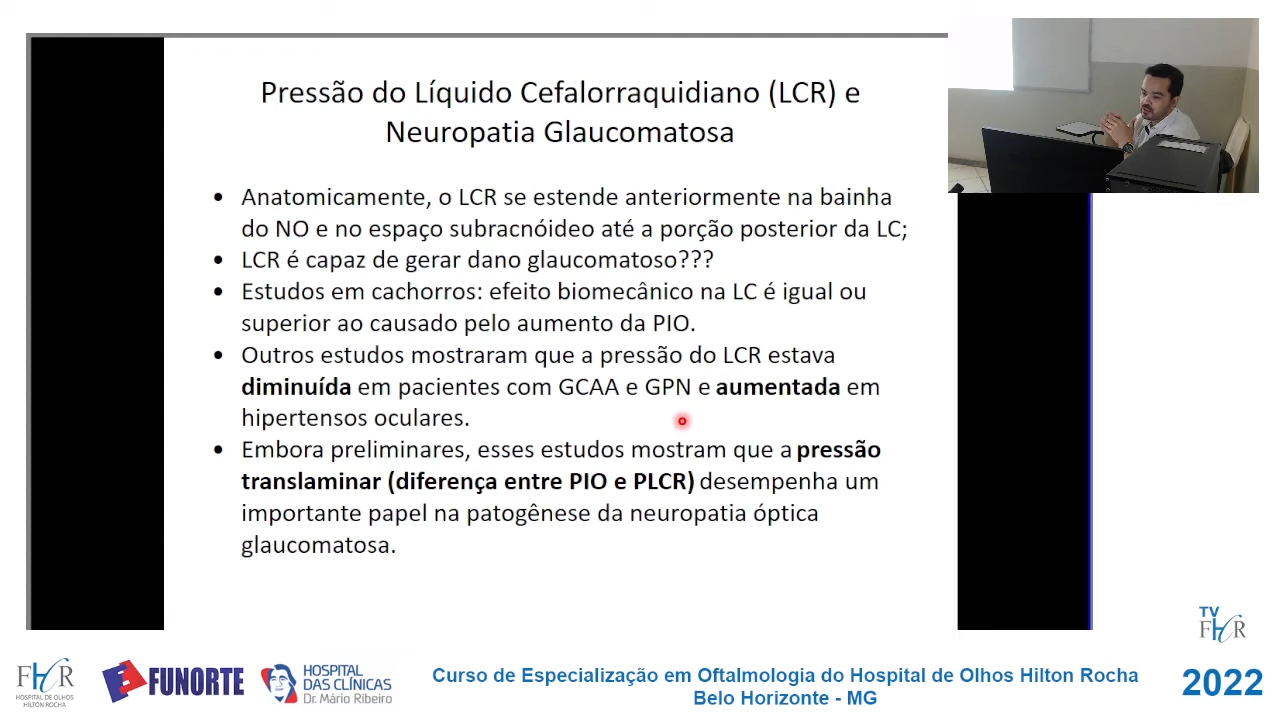 Pressão do Líquido Cefalorraquidiano (LCR) e
Neuropatia Glaucomatosa
• Anatomicamente, o LCR se estende anteriormente na bainha
do NO e no espaço subracnóideo até a porção posterior da LC;
• LCR é capaz de gerar dano glaucomatoso???
• Estudos em cachorros: efeito biomecânico na LC é igual ou
superior ao causado pelo aumento da PIO.
• Outros estudos mostraram que a pressão do LCR estava
diminuída em pacientes com GCAA e GPN e aumentada em
hipertensos oculares.
• Embora preliminares, esses estudos mostram que a pressão
translaminar (diferença entre PIO e PLCR) desempenha um
importante papel na patogênese da neuropatia óptica
glaucomatosa.
TV
FHR
FHR
HOSPITAL DE OLHOS
HILTON ROCHA
FUNORTE
HOSPITAL
DAS CLÍNICAS
Dr. Mário Ribeiro
Curso de Especialização em Oftalmologia do Hospital de Olhos Hilton Rocha
Belo Horizonte - MG
2022